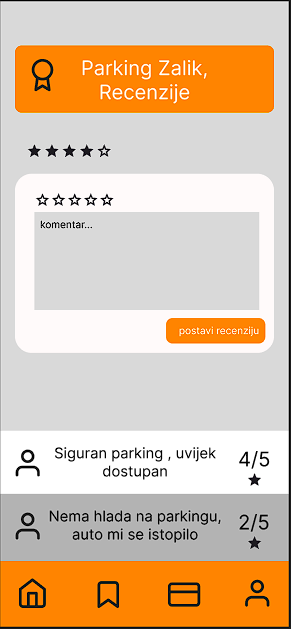 Parking Zalik,
Recenzije
komentar...
postavi recenziju
Siguran parking , uvijek
dostupan
4/5
Nema hlada na parkingu,
auto mi se istopilo
2/5